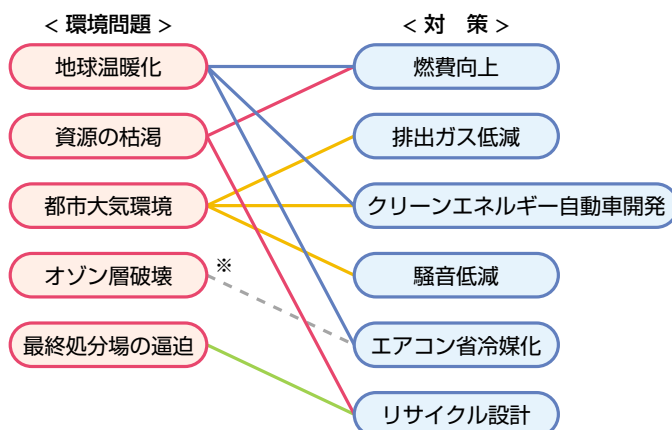 < 環境問題 >
地球温暖化
資源の枯渇
都市大気環境
オゾン層破壊
※
最終処分場の逼迫
< 対　策 >
燃費向上
排出ガス低減
クリーンエネルギー自動車開発
騒音低減
エアコン省冷媒化
リサイクル設計